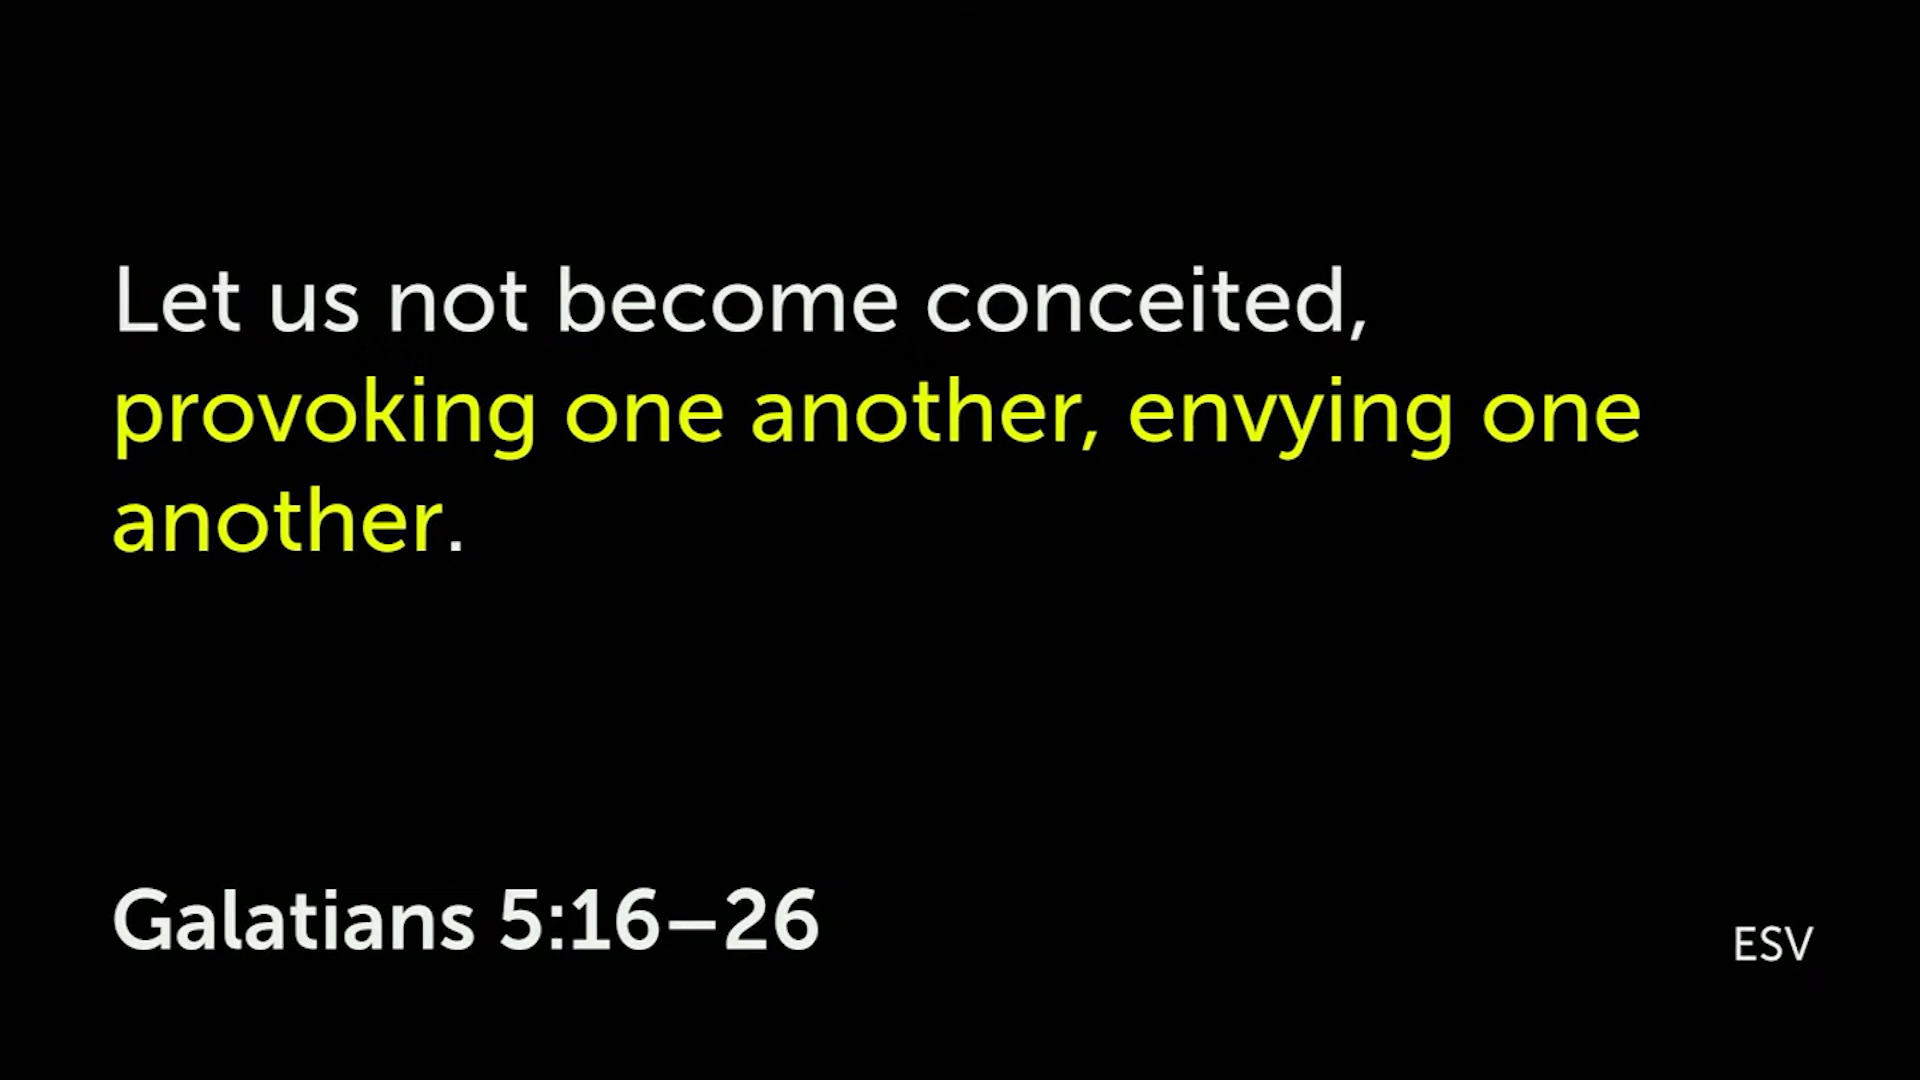 Let us not become conceited,
provoking one another, envying one
another.
Galatians 5:16–26
ESV